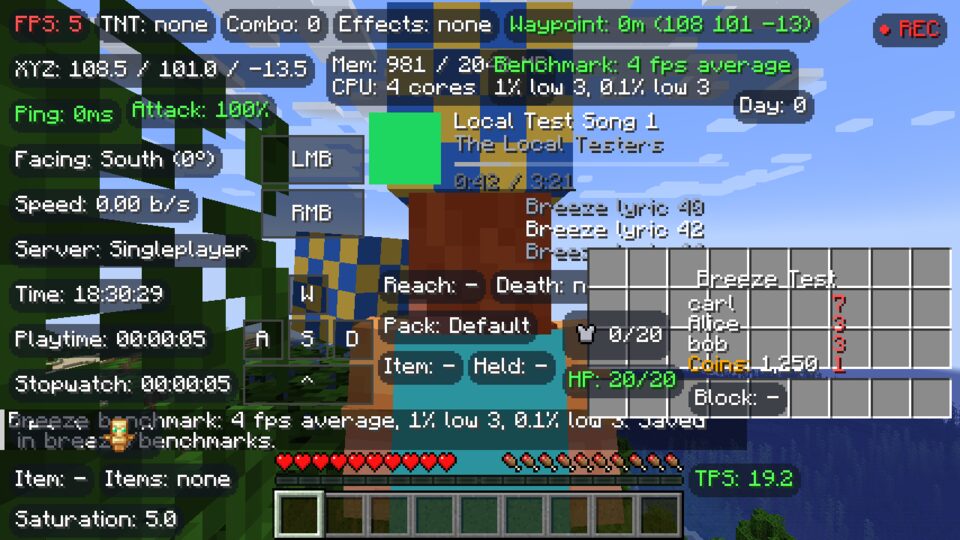 FPS: 5 TNT: none Combo: 0 Effects: none Waypoint: 0m (108 101 -13) REC
XYZ: 108.5 / 101.0 / -13.5 Mem: 981 / Benchmark: 4 fps average
CPU: 4 cores 1% low 3, 0.1% low 3
Day: 0
Ping: 0ms Attack: 100%
Local Test Song 1
The Local Testers
Facing: South (0°) LMB
0:42 / 3:21
Speed: 0.00 b/s RMB
Breeze lyric 40
Breeze lyric 42
Server: Singleplayer Breeze
Breeze Test
Reach: - Death:
Time: 18:30:29 W
carl 7
Alice 3
Pack: Default
Playtime: 00:00:05 A S D 0/20
bob 3
Coins: 1,250 1
Item: - Held: -
Stopwatch: 00:00:05 ^ HP: 20/20
Block: -
Breeze benchmark: 4 fps average, 1% low 3, 0.1% low 3. Saved
in breeze benchmarks.
Item: - Items: none TPS: 19.2
Saturation: 5.0